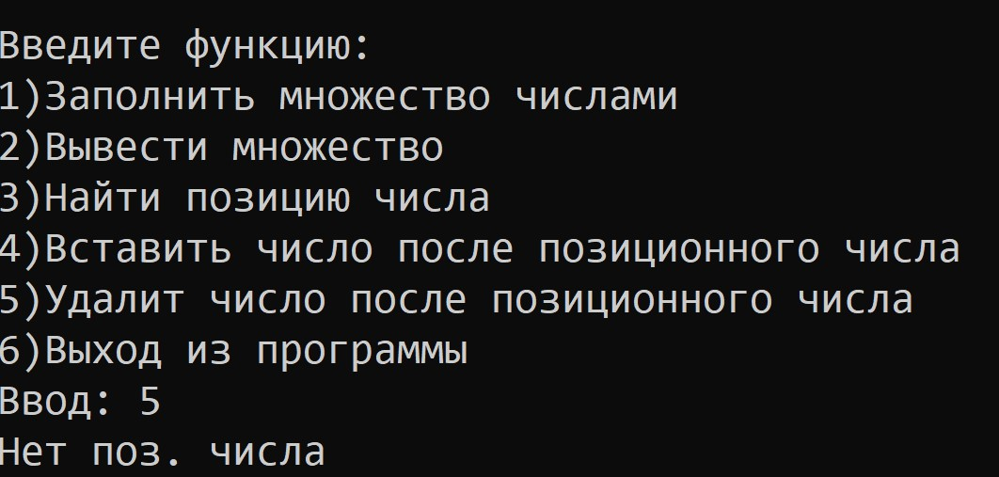 Введите функцию:
1)Заполнить множество числами
2)Вывести множество
3)Найти позицию числа
4)Вставить число после позиционного числа
5)Удалит число после позиционного числа
6)Выход из программы
Ввод: 5
Нет поз. числа